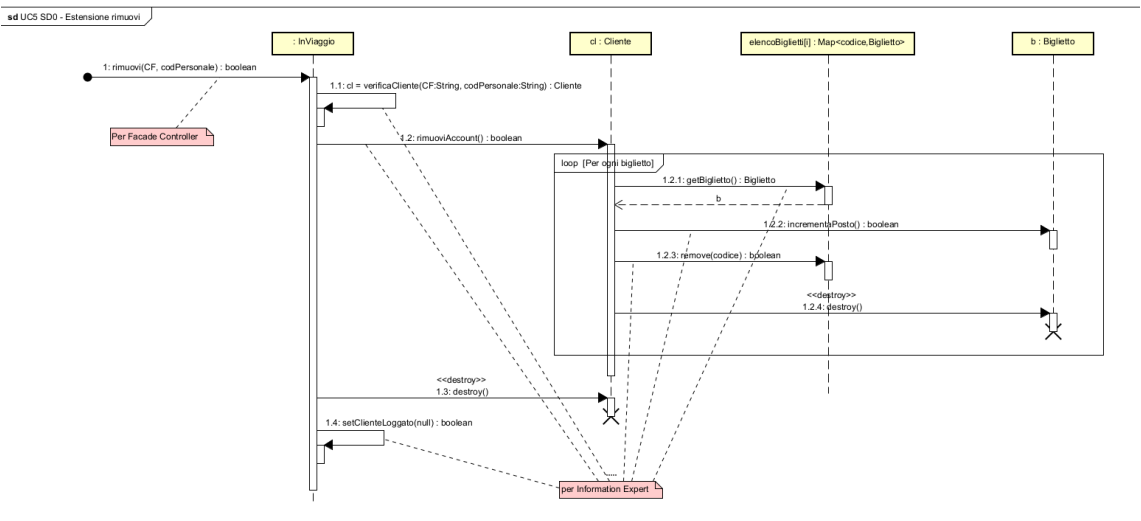 sd UC5 SD0 - Estensione rimuovi
: InViaggio
cl : Cliente
elencoBiglietti[i] : Map<codice,Biglietto>
b : Biglietto
1: rimuovi(CF, codPersonale) : boolean
1.1: cl = verificaCliente(CF:String, codPersonale:String) : Cliente
Per Facade Controller
1.2: rimuoviAccount() : boolean
loop [Per ogni biglietto]
1.2.1: getBiglietto() : Biglietto
b
1.2.2: incrementaPosto() : boolean
1.2.3: remove(codice) : boolean
<<destroy>>
1.2.4: destroy()
<<destroy>>
1.3: destroy()
1.4: setClienteLoggato(null) : boolean
per Information Expert